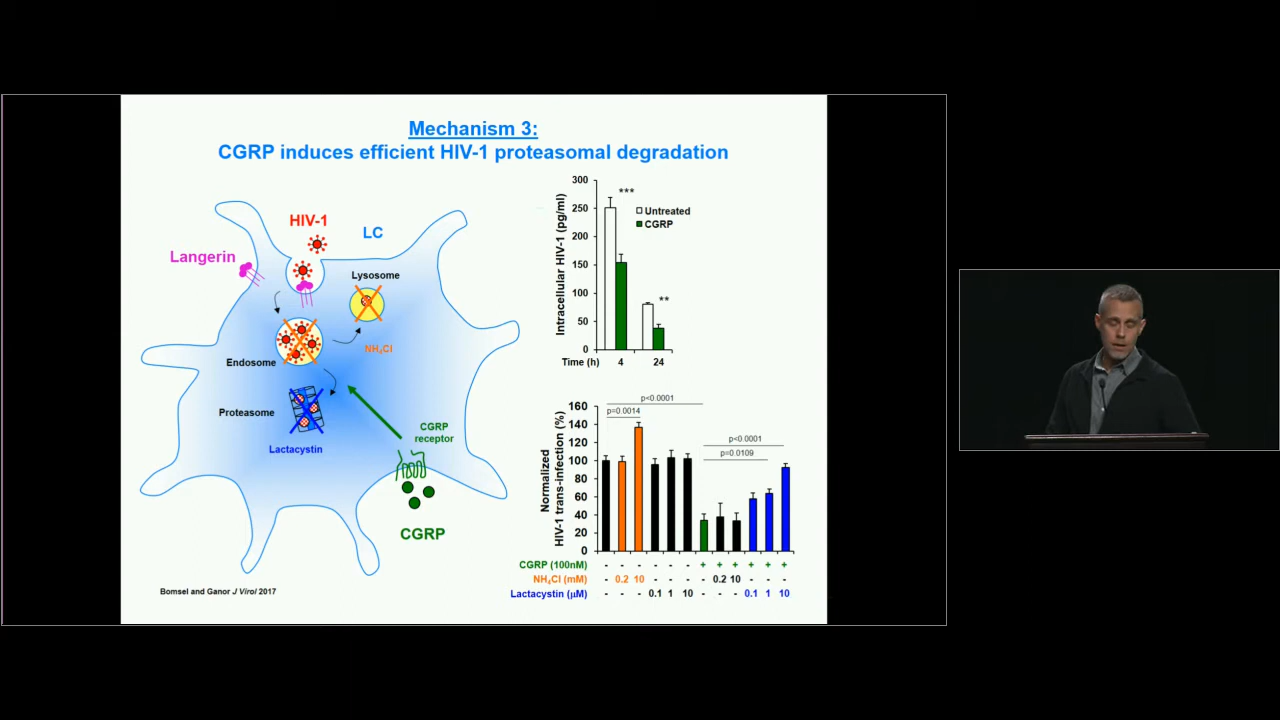 Mechanism 3:
CGRP induces efficient HIV-1 proteasomal degradation
HIV-1
LC
Langerin
Lysosome
NH4Cl
Endosome
Proteasome
Lactacystin
CGRP
receptor
CGRP
Bomsel and Ganor J Virol 2017
Intracellular HIV-1 (pg/ml)
300
250
200
150
100
50
0
***
Untreated
CGRP
**
Time (h) 4 24
Normalized
HIV-1 trans-infection (%)
160
140
120
100
80
60
40
20
0
p<0.0001
p=0.0014
p<0.0001
p=0.0109
CGRP (100nM) - - - - - - + + + + + +
NH4Cl (mM) - 0.2 10 - - - - 0.2 10 - - -
Lactacystin (µM) - - - 0.1 1 10 - - - 0.1 1 10